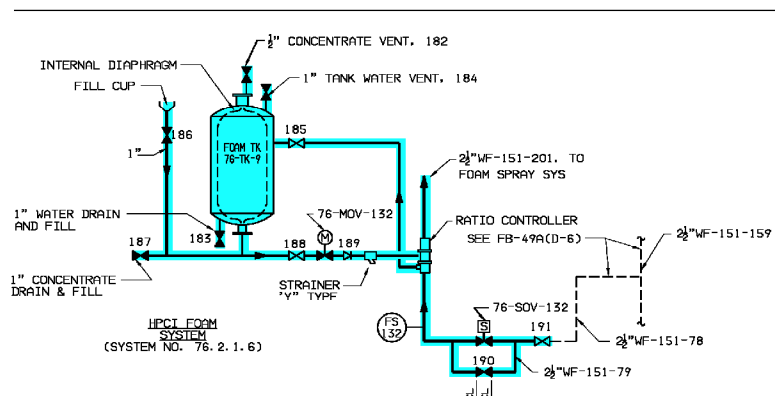 ½" CONCENTRATE VENT. 182
INTERNAL DIAPHRAGM
1" TANK WATER VENT. 184
FILL CUP
186
185
1"
FOAM TK
76-TK-9
2½"WF-151-201. TO
FOAM SPRAY SYS
1" WATER DRAIN
AND FILL
183
76-MOV-132
M
RATIO CONTROLLER
SEE FB-49A(D-6)
2½"WF-151-159
187
188
189
1" CONCENTRATE
DRAIN & FILL
STRAINER
'Y' TYPE
76-SOV-132
HPCI FOAM
SYSTEM
(SYSTEM NO. 76.2.1.6)
FS
132
S
191
2½"WF-151-78
190
2½"WF-151-79